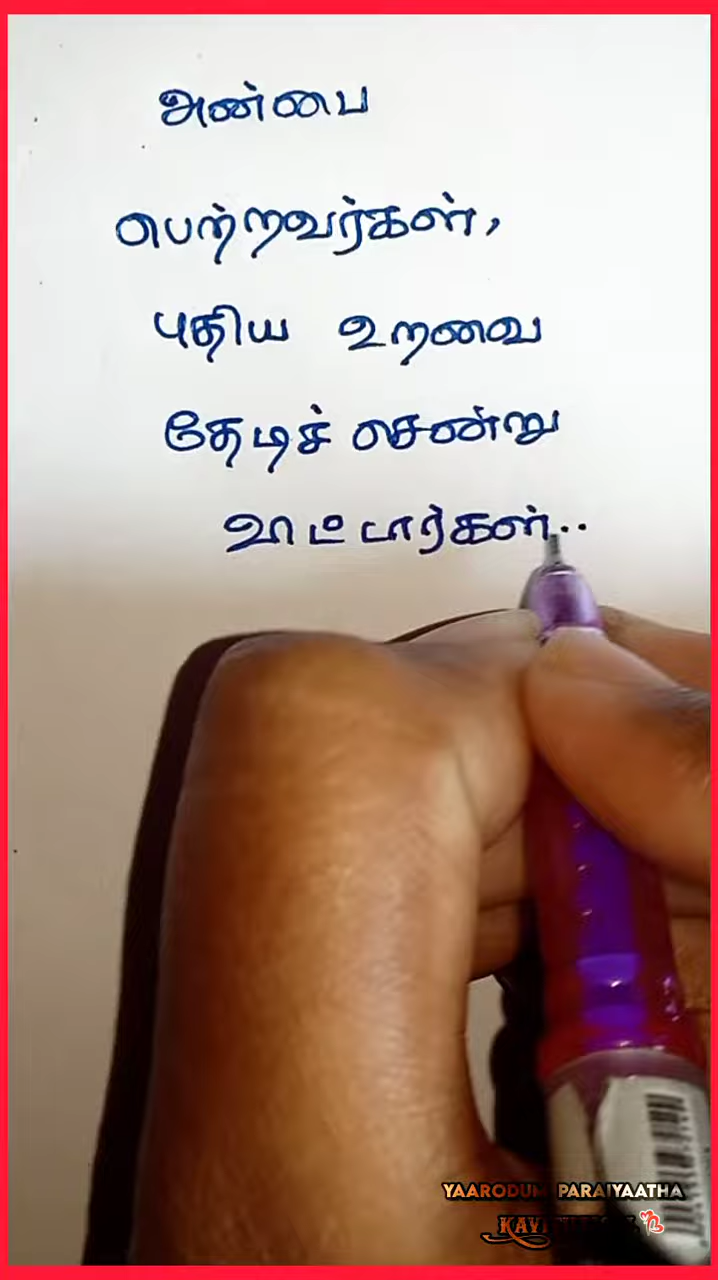 அன்பை
பெற்றவர்கள்,
புதிய உறவை
தேடிச் சென்று
விட்டார்கள்..
YAARODUM PARAIYAATHA